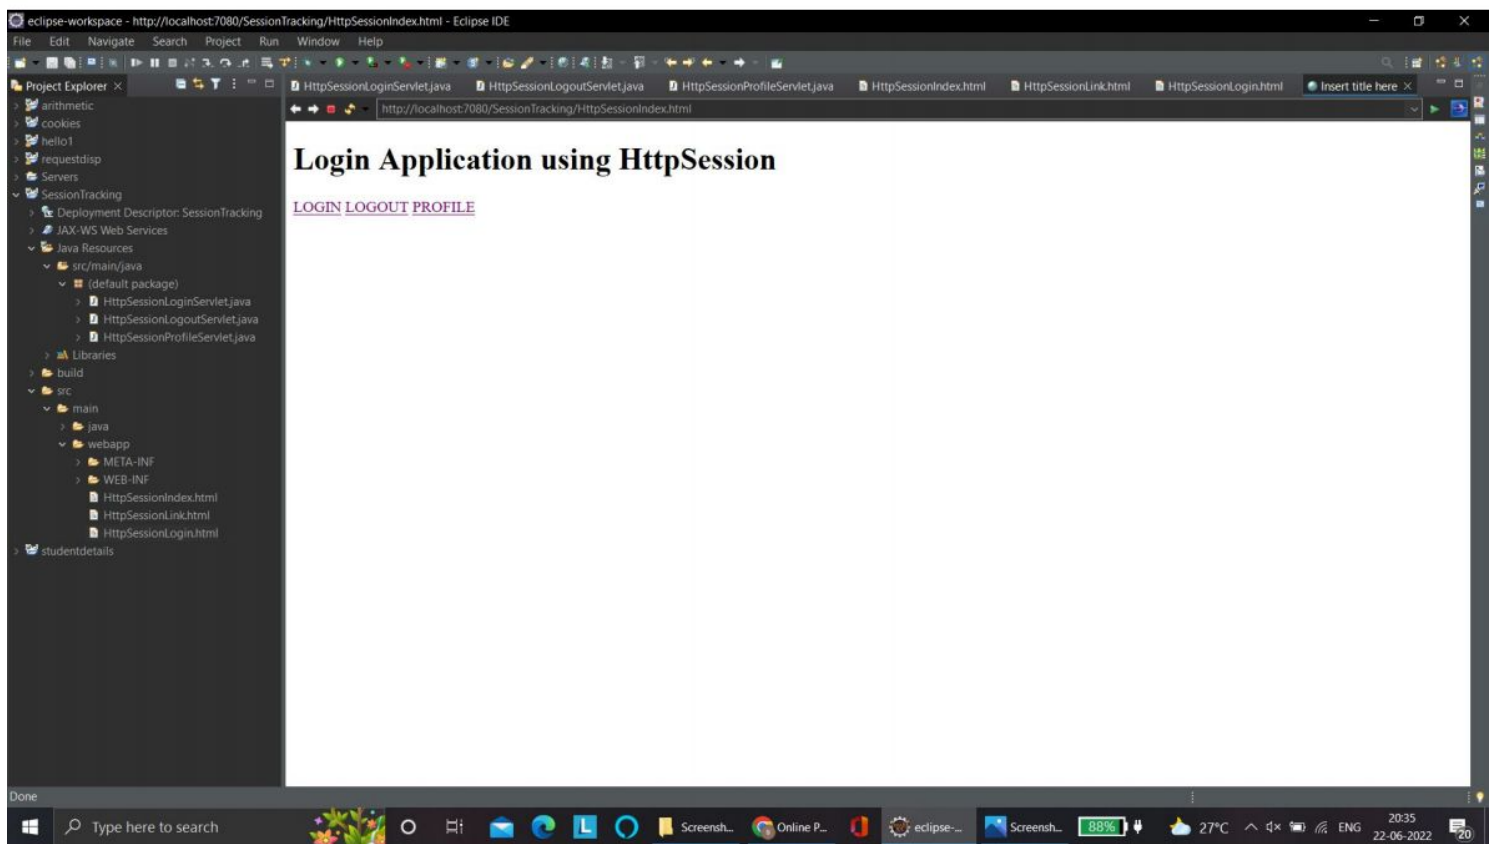 eclipse-workspace - http://localhost:7080/SessionTracking/HttpSessionIndex.html - Eclipse IDE
File Edit Navigate Search Project Run Window Help
Project Explorer
HttpSessionLoginServlet.java HttpSessionLogoutServlet.java HttpSessionProfileServlet.java HttpSessionIndex.html HttpSessionLink.html HttpSessionLogin.html Insert title here
http://localhost:7080/SessionTracking/HttpSessionIndex.html
arithmetic
cookies
hello1
requestdisp
Servers
SessionTracking
Deployment Descriptor: SessionTracking
JAX-WS Web Services
Java Resources
src/main/java
(default package)
HttpSessionLoginServlet.java
HttpSessionLogoutServlet.java
HttpSessionProfileServlet.java
Libraries
build
src
main
java
webapp
META-INF
WEB-INF
HttpSessionIndex.html
HttpSessionLink.html
HttpSessionLogin.html
studentdetails
Login Application using HttpSession
LOGIN LOGOUT PROFILE
Done
Type here to search
L
Screensh... Online P... eclipse-... Screensh... 88% 27°C ENG
20:35
22-06-2022
20